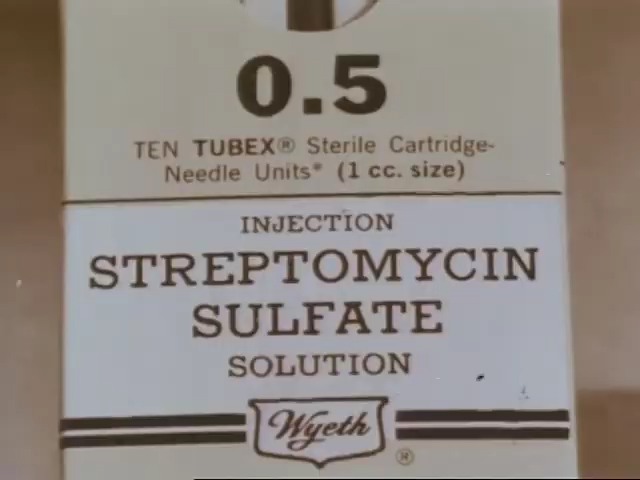 0.5
TEN TUBEX® Sterile Cartridge-
Needle Units* (1 cc. size)
INJECTION
STREPTOMYCIN
SULFATE
SOLUTION
Wyeth
®